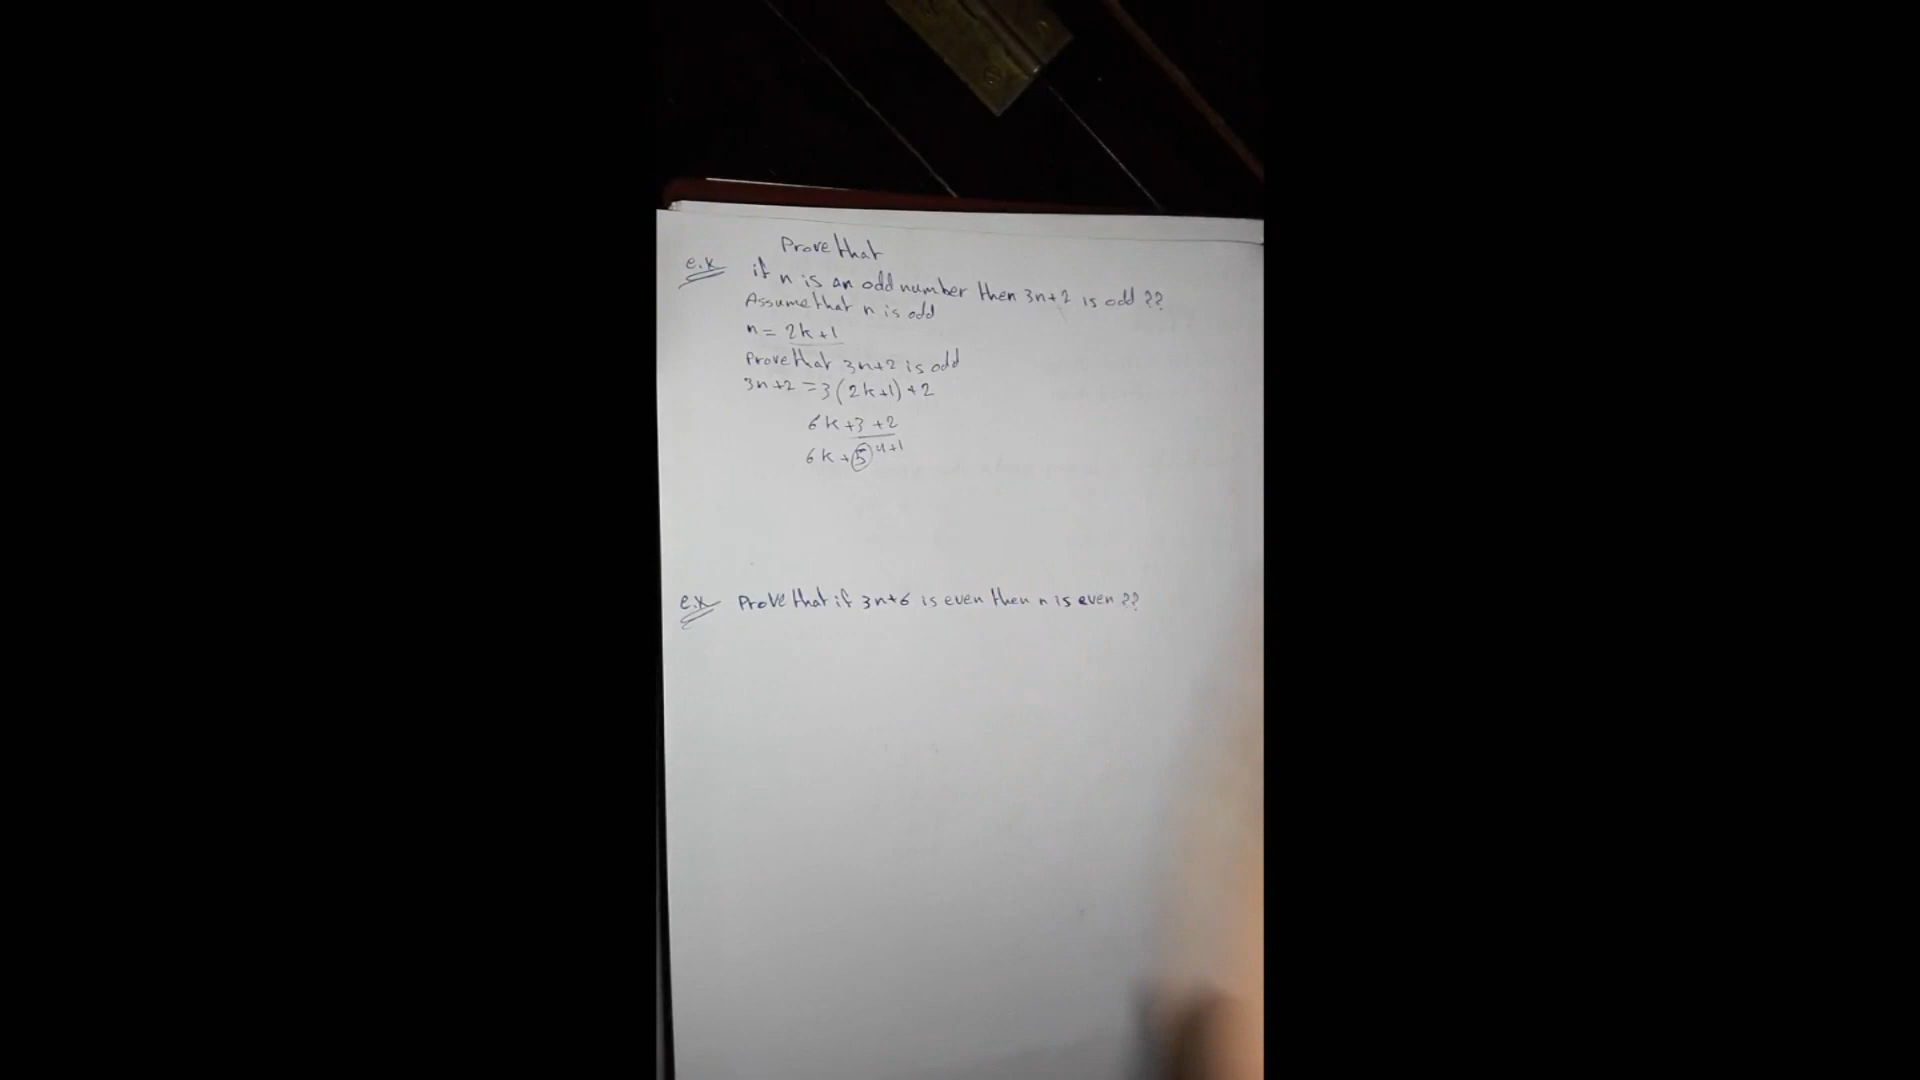 Prove that
e.x if n is an odd number then 3n+2 is odd ??
Assume that n is odd
n = 2k+1
Prove that 3n+2 is odd
3n+2 = 3(2k+1)+2
6k+3+2
6k+5 4+1
e.x Prove that if 3n+6 is even then n is even ??